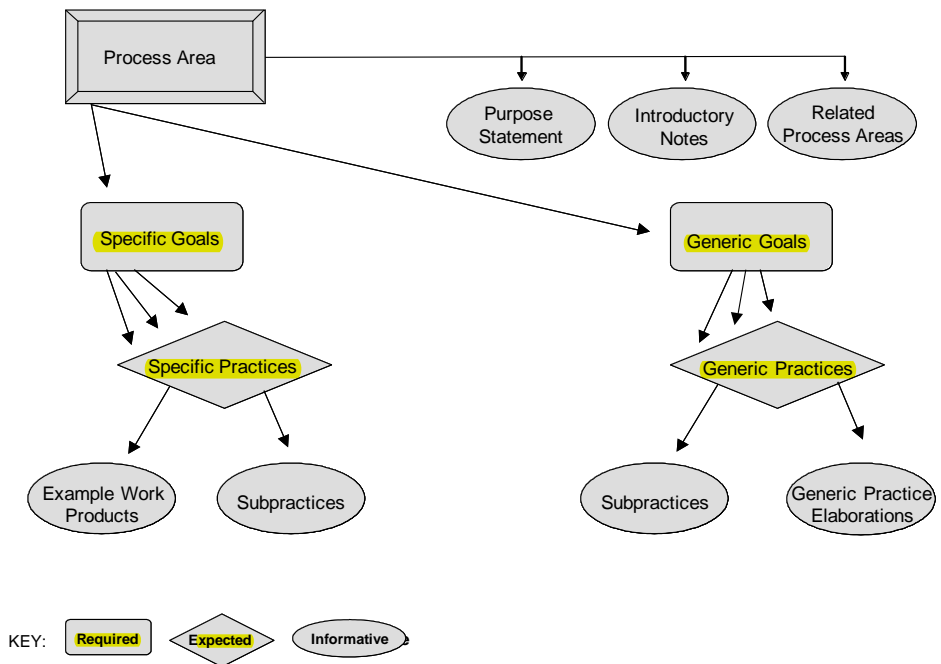 Process Area
Purpose
Statement
Introductory
Notes
Related
Process Areas
Specific Goals
Generic Goals
Specific Practices
Generic Practices
Example Work
Products
Subpractices
Subpractices
Generic Practice
Elaborations
KEY:
Required
Expected
Informative